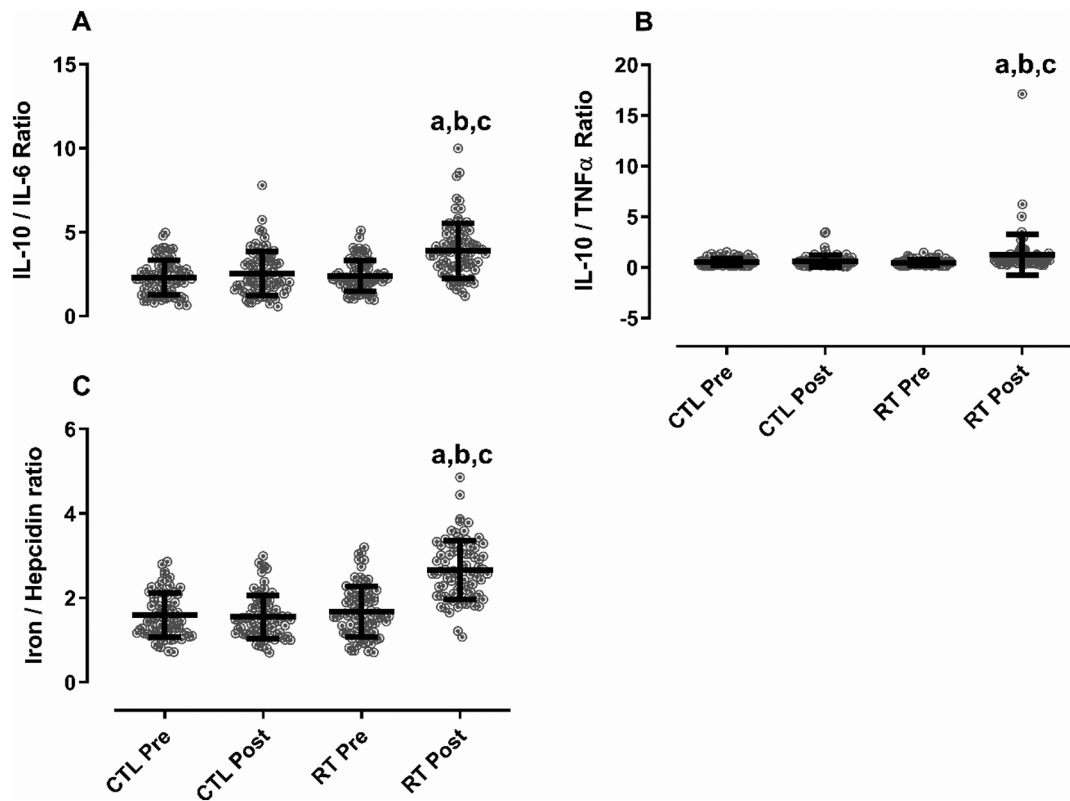 A
IL-10 / IL-6 Ratio
15
10
5
0
a,b,c
B
IL-10 / TNFα Ratio
20
15
10
5
0
-5
a,b,c
CTL Pre
CTL Post
RT Pre
RT Post
C
Iron / Hepcidin ratio
6
4
2
0
a,b,c
CTL Pre
CTL Post
RT Pre
RT Post